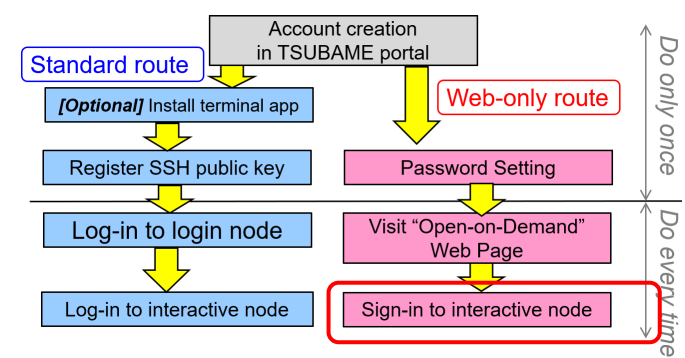 Account creation
in TSUBAME portal
Standard route
Web-only route
[Optional] Install terminal app
Register SSH public key
Password Setting
Log-in to login node
Visit “Open-on-Demand”
Web Page
Log-in to interactive node
Sign-in to interactive node
Do only once
Do every time